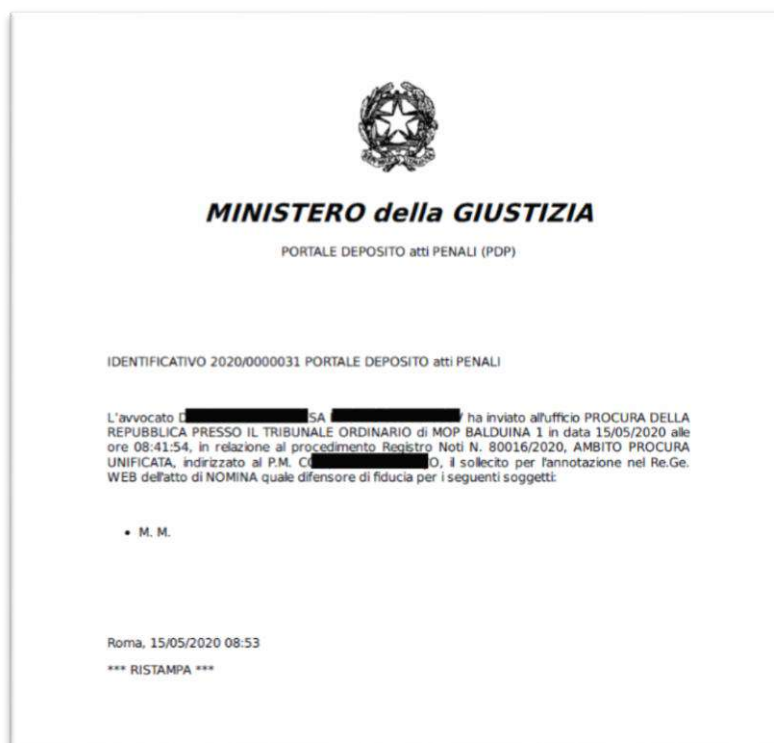 MINISTERO della GIUSTIZIA
PORTALE DEPOSITO atti PENALI (PDP)
IDENTIFICATIVO 2020/0000031 PORTALE DEPOSITO atti PENALI
L'avvocato D SA ha inviato all'ufficio PROCURA DELLA
REPUBBLICA PRESSO IL TRIBUNALE ORDINARIO di MOP BALDUINA 1 in data 15/05/2020 alle
ore 08:41:54, in relazione al procedimento Registro Noti N. 80016/2020, AMBITO PROCURA
UNIFICATA, indirizzato al P.M. CO O, il sollecito per l'annotazione nel Re.Ge.
WEB dell'atto di NOMINA quale difensore di fiducia per i seguenti soggetti:
• M. M.
Roma, 15/05/2020 08:53
*** RISTAMPA ***